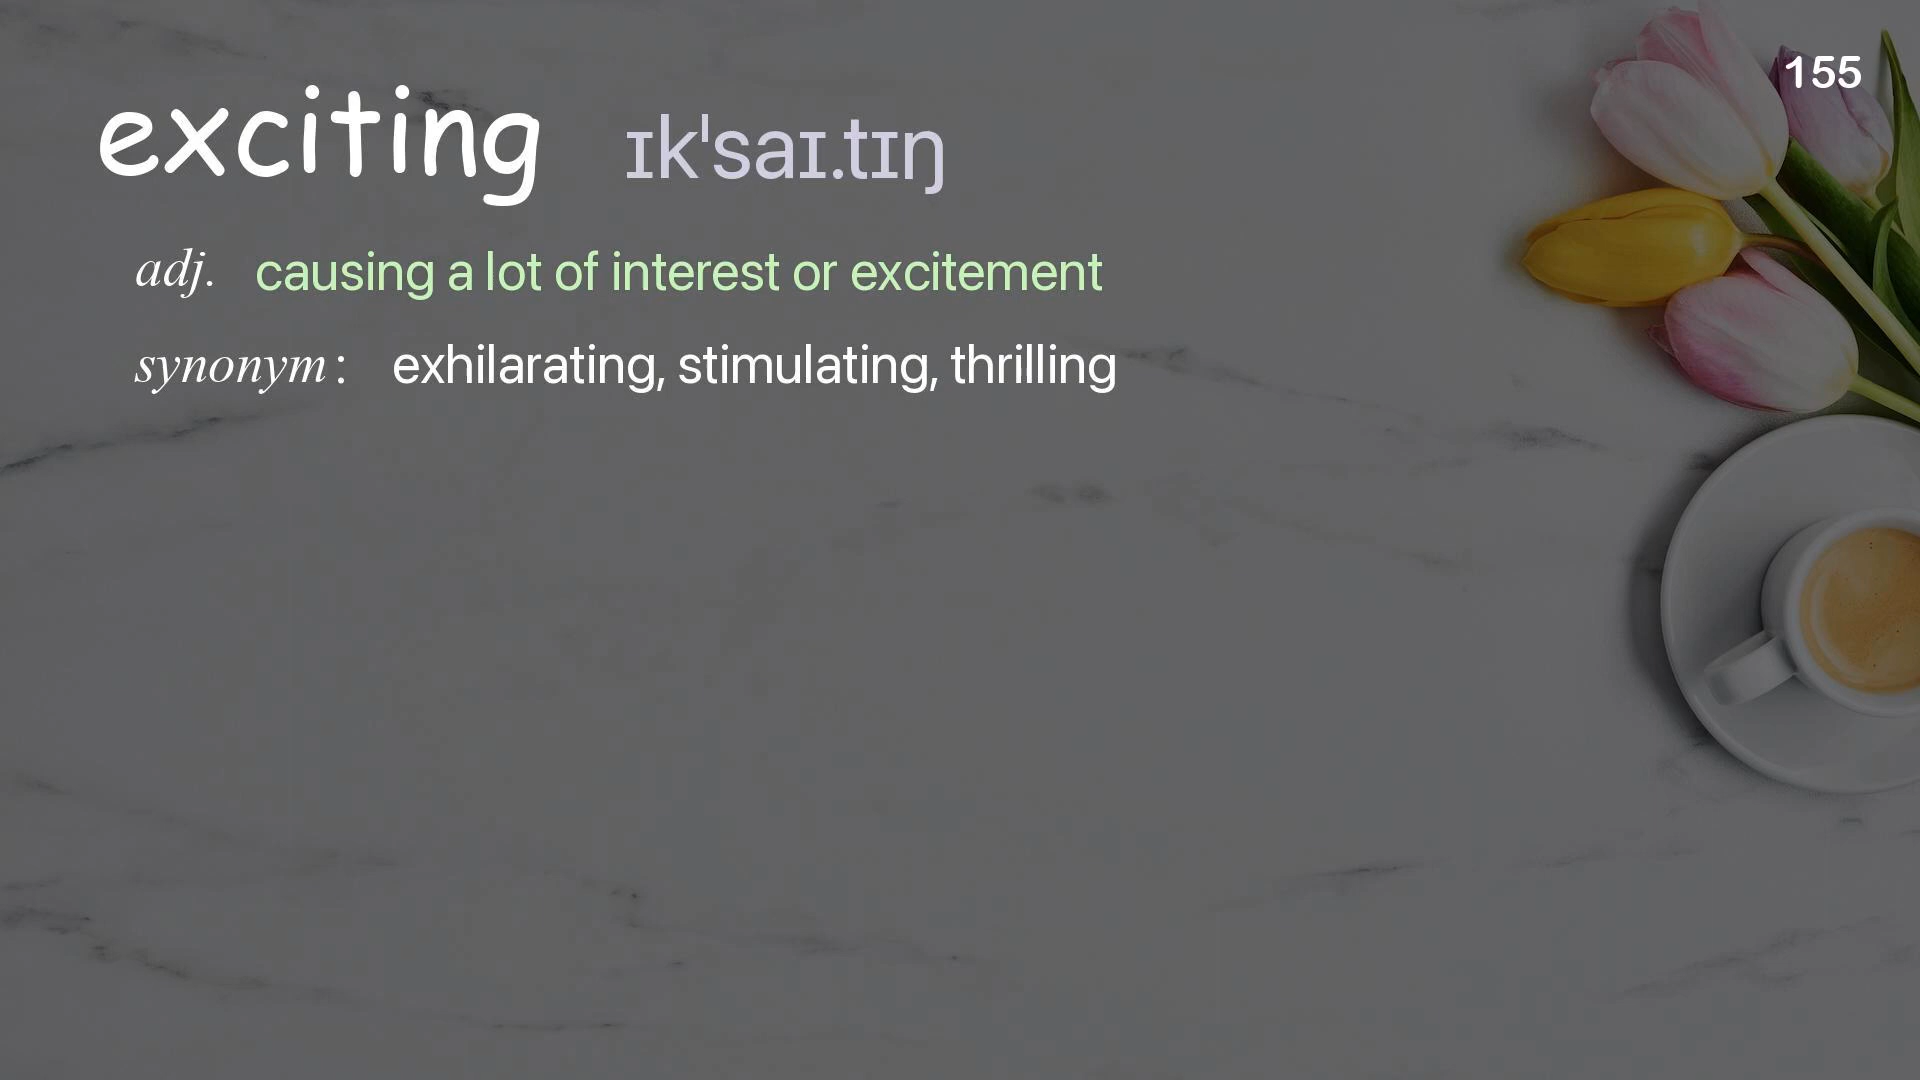 155
exciting ɪkˈsaɪ.tɪŋ
adj. causing a lot of interest or excitement
synonym: exhilarating, stimulating, thrilling